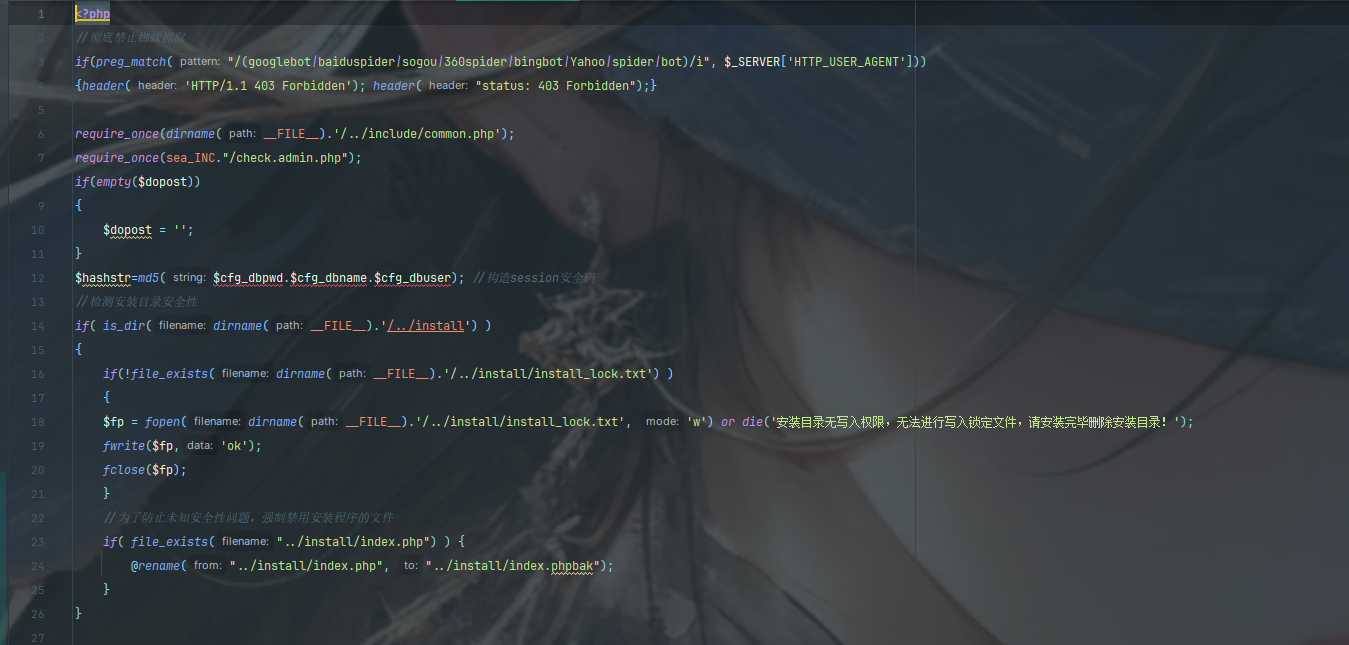 1 <?php
2 //彻底禁止蜘蛛抓取
3 if(preg_match( pattern: "/(googlebot|baiduspider|sogou|360spider|bingbot|Yahoo|spider|bot)/i", $_SERVER['HTTP_USER_AGENT']))
4 {header( header: 'HTTP/1.1 403 Forbidden'); header( header: "status: 403 Forbidden");}
5
6 require_once(dirname( path: __FILE__).'/../include/common.php');
7 require_once(sea_INC."/check.admin.php");
8 if(empty($dopost))
9 {
10 $dopost = '';
11 }
12 $hashstr=md5( string: $cfg_dbpwd.$cfg_dbname.$cfg_dbuser); //构造session安全码
13 //检测安装目录安全性
14 if( is_dir( filename: dirname( path: __FILE__).'/../install') )
15 {
16 if(!file_exists( filename: dirname( path: __FILE__).'/../install/install_lock.txt') )
17 {
18 $fp = fopen( filename: dirname( path: __FILE__).'/../install/install_lock.txt', mode: 'w') or die('安装目录无写入权限，无法进行写入锁定文件，请安装完毕删除安装目录！');
19 fwrite($fp, data: 'ok');
20 fclose($fp);
21 }
22 //为了防止未知安全性问题，强制禁用安装程序的文件
23 if( file_exists( filename: "../install/index.php") ) {
24 @rename( from: "../install/index.php", to: "../install/index.phpbak");
25 }
26 }
27